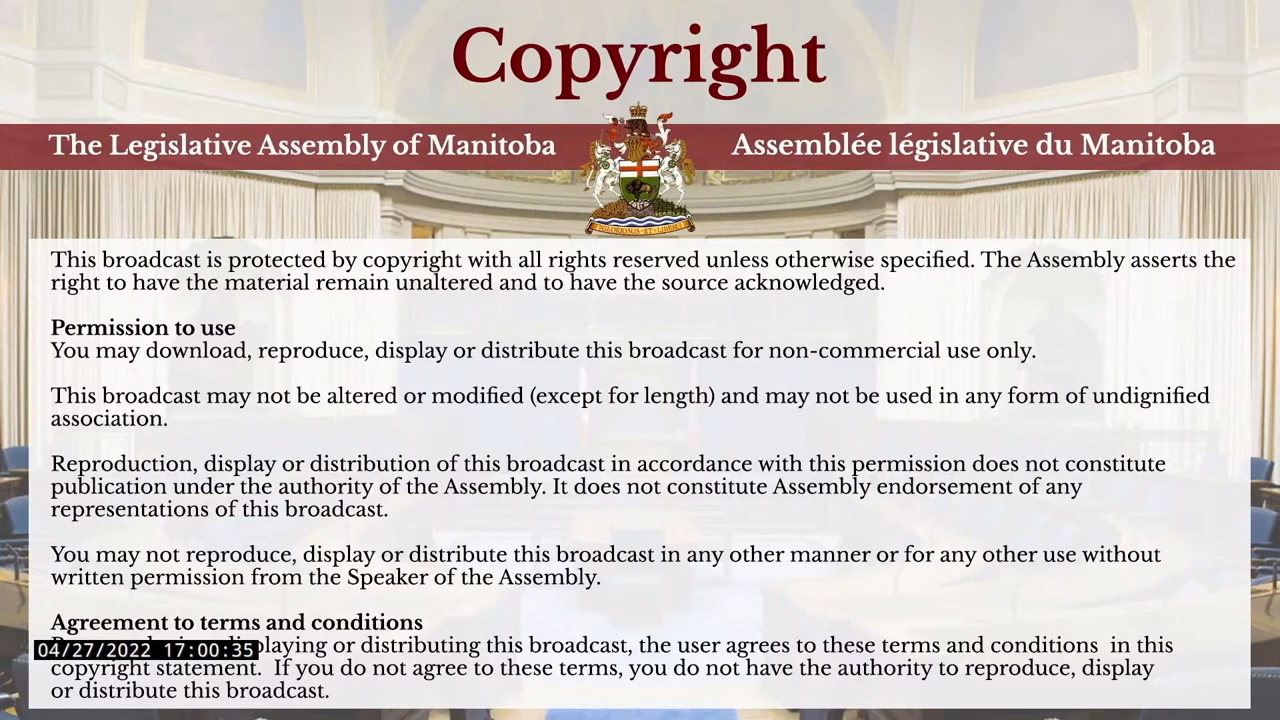 Copyright
The Legislative Assembly of Manitoba
Assemblée législative du Manitoba
This broadcast is protected by copyright with all rights reserved unless otherwise specified. The Assembly asserts the
right to have the material remain unaltered and to have the source acknowledged.
Permission to use
You may download, reproduce, display or distribute this broadcast for non-commercial use only.
This broadcast may not be altered or modified (except for length) and may not be used in any form of undignified
association.
Reproduction, display or distribution of this broadcast in accordance with this permission does not constitute
publication under the authority of the Assembly. It does not constitute Assembly endorsement of any
representations of this broadcast.
You may not reproduce, display or distribute this broadcast in any other manner or for any other use without
written permission from the Speaker of the Assembly.
Agreement to terms and conditions
04/27/2022 17:00:35
or distributing this broadcast, the user agrees to these terms and conditions in this
copyright statement. If you do not agree to these terms, you do not have the authority to reproduce, display
or distribute this broadcast.